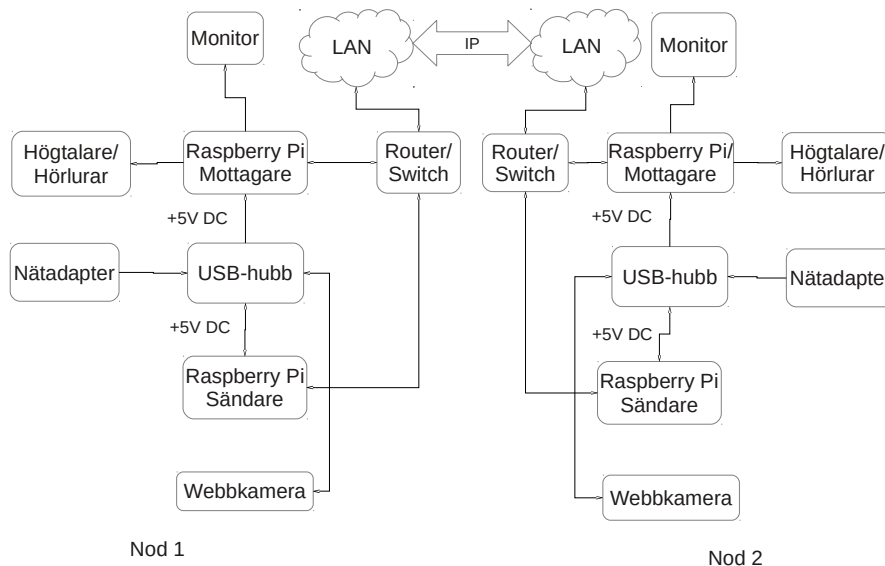 Monitor
LAN
IP
LAN
Monitor
Högtalare/
Hörlurar
Raspberry Pi
Mottagare
Router/
Switch
Router/
Switch
Raspberry Pi/
Mottagare
Högtalare/
Hörlurar
+5V DC
+5V DC
Nätadapter
USB-hubb
USB-hubb
Nätadapte
+5V DC
+5V DC
Raspberry Pi
Sändare
Raspberry Pi
Sändare
Webbkamera
Webbkamera
Nod 1
Nod 2